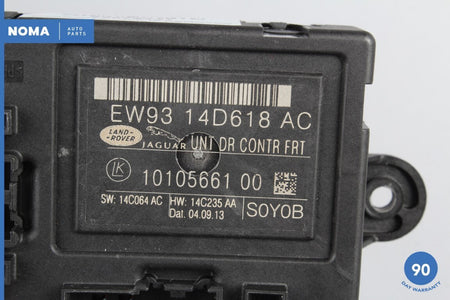 NOMA AUTO PARTS
EW93 14D618 AC
LAND-
ROVER
JAGUAR UNT DR CONTR FRT
LK 10105661 00
SW: 14C064 AC HW: 14C235 AA
Dat. 04.09.13 S0Y0B
90
DAY WARRANTY